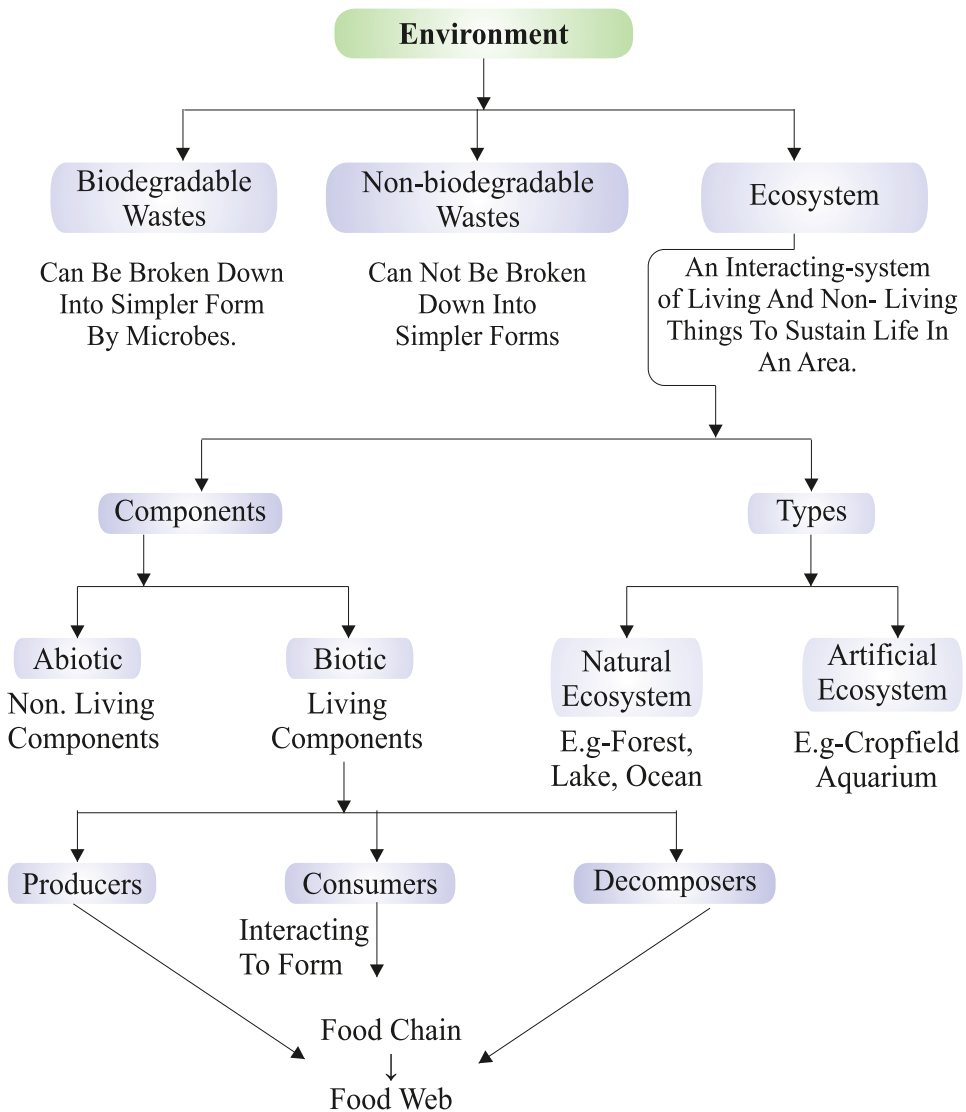 Environment
Biodegradable
Wastes
Can Be Broken Down
Into Simpler Form
By Microbes.
Non-biodegradable
Wastes
Can Not Be Broken
Down Into
Simpler Forms
Ecosystem
An Interacting-system
of Living And Non- Living
Things To Sustain Life In
An Area.
Components
Types
Abiotic
Non. Living
Components
Biotic
Living
Components
Natural
Ecosystem
E.g-Forest,
Lake, Ocean
Artificial
Ecosystem
E.g-Cropfield
Aquarium
Producers
Consumers
Decomposers
Interacting
To Form
Food Chain
Food Web